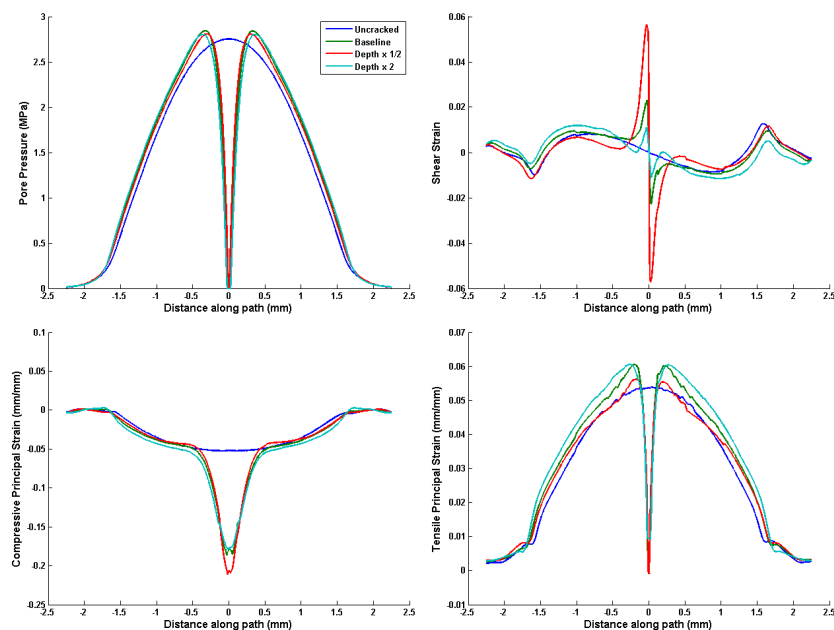 Uncracked
Baseline
Depth x 1/2
Depth x 2
Pore Pressure (MPa)
3
2.5
2
1.5
1
0.5
0
-2.5 -2 -1.5 -1 -0.5 0 0.5 1 1.5 2 2.5
Distance along path (mm)
Shear Strain
0.06
0.04
0.02
0
-0.02
-0.04
-0.06
-2.5 -2 -1.5 -1 -0.5 0 0.5 1 1.5 2 2.5
Distance along path (mm)
Compressive Principal Strain (mm/mm)
0.1
0.05
0
-0.05
-0.1
-0.15
-0.2
-0.25
-2.5 -2 -1.5 -1 -0.5 0 0.5 1 1.5 2 2.5
Distance along path (mm)
Tensile Principal Strain (mm/mm)
0.07
0.06
0.05
0.04
0.03
0.02
0.01
0
-0.01
-2.5 -2 -1.5 -1 -0.5 0 0.5 1 1.5 2 2.5
Distance along path (mm)